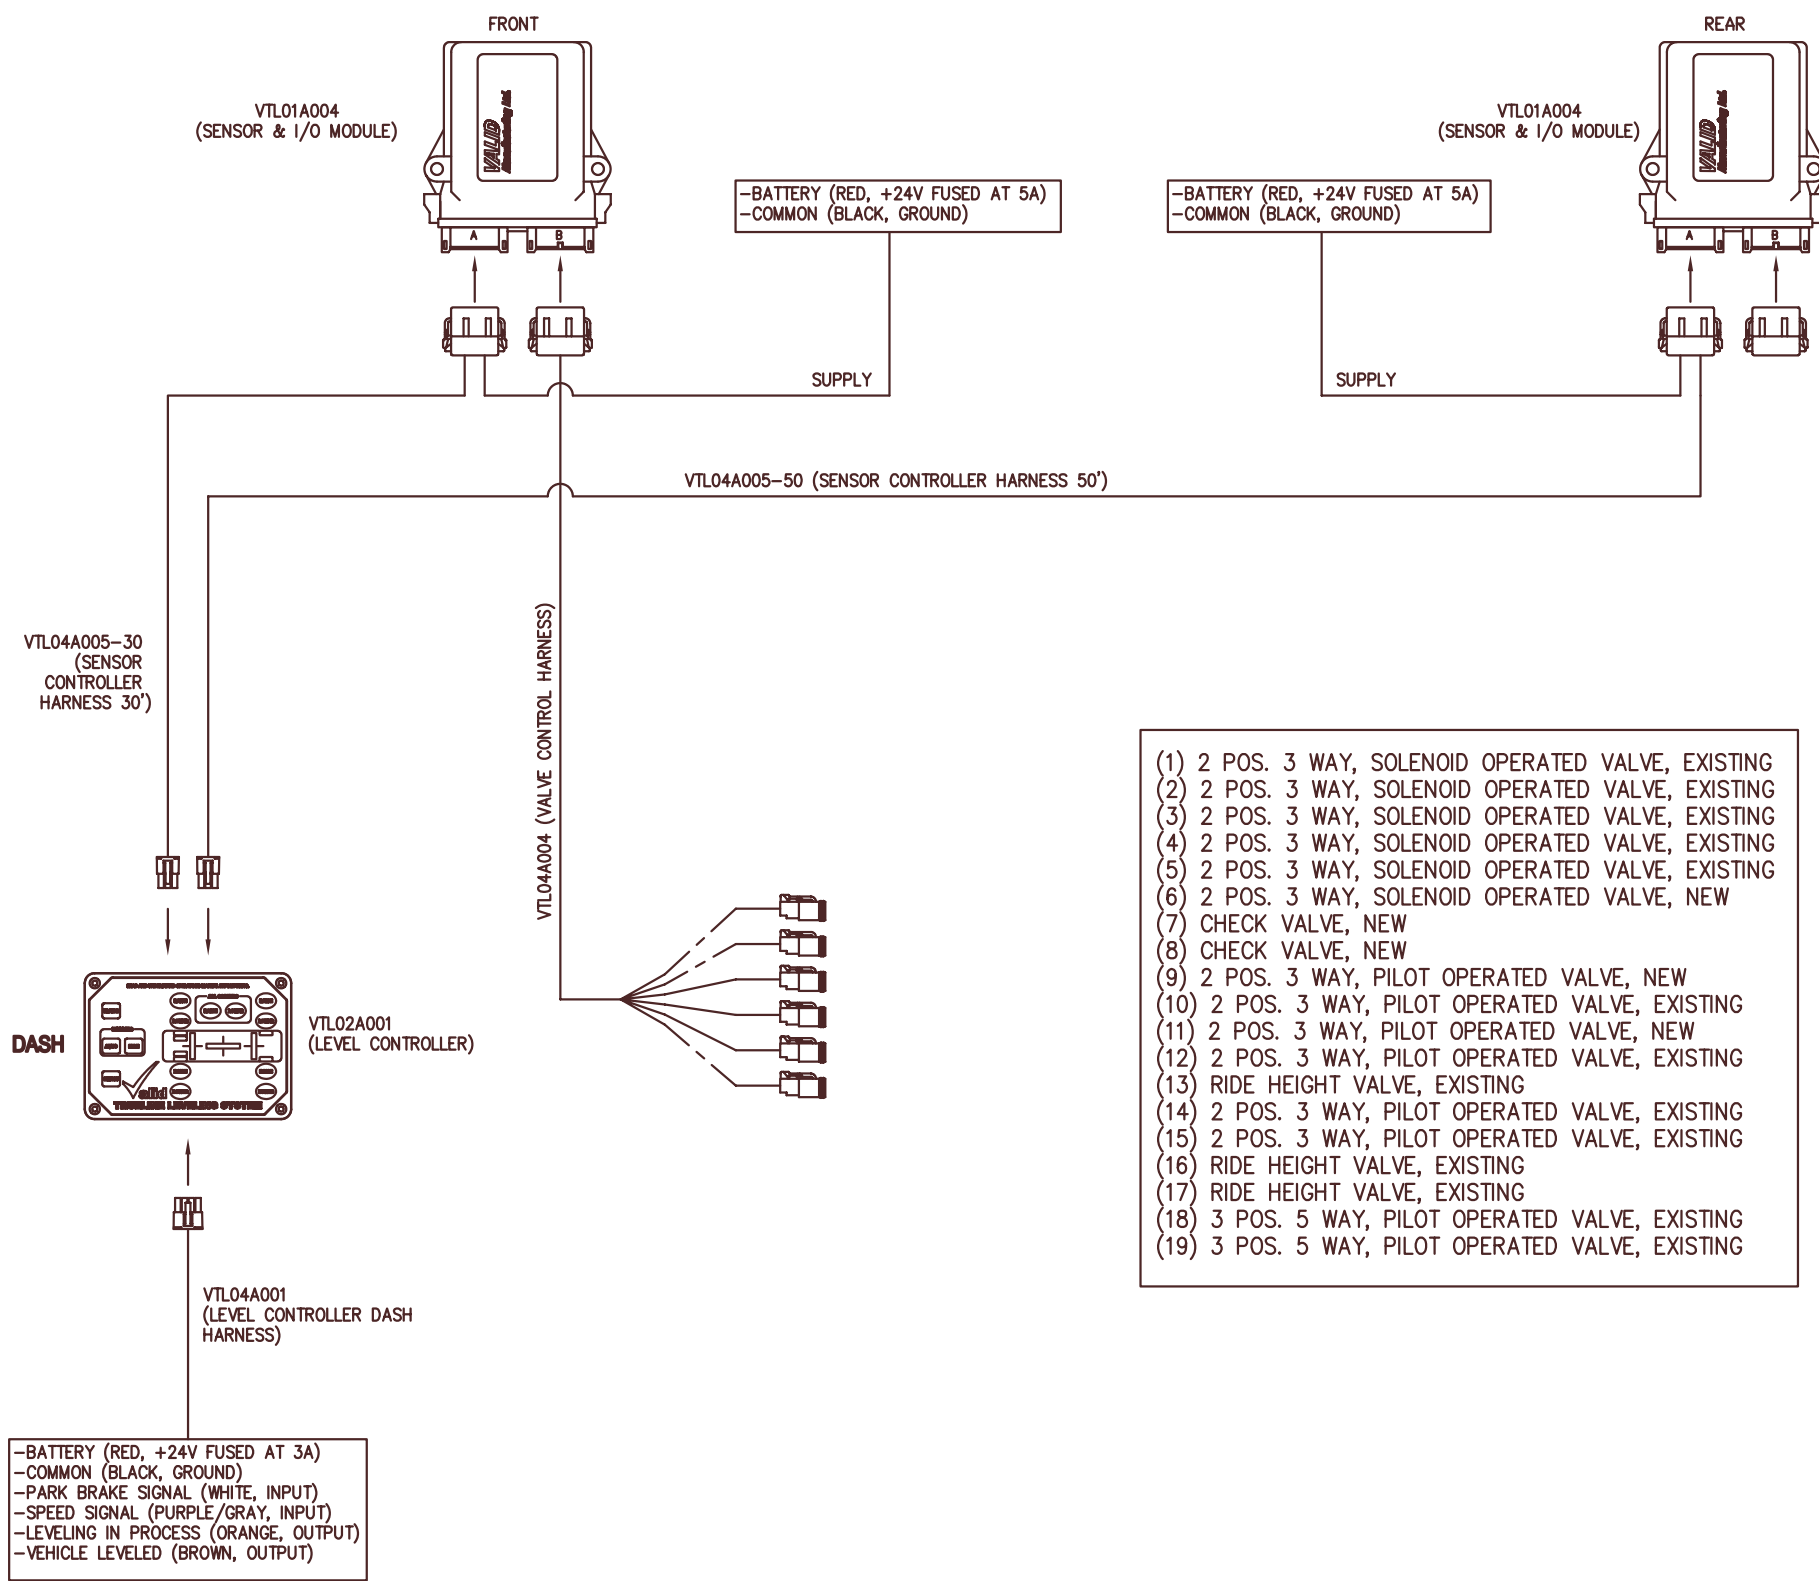 FRONT
REAR
VTL01A004
(SENSOR & I/O MODULE)
VALID
Manufacturing Ltd.
A
B
VTL01A004
(SENSOR & I/O MODULE)
VALID
Manufacturing Ltd.
A
B
-BATTERY (RED, +24V FUSED AT 5A)
-COMMON (BLACK, GROUND)
-BATTERY (RED, +24V FUSED AT 5A)
-COMMON (BLACK, GROUND)
SUPPLY
SUPPLY
VTL04A005-50 (SENSOR CONTROLLER HARNESS 50')
VTL04A005-30
(SENSOR
CONTROLLER
HARNESS 30')
VTL04A004 (VALVE CONTROL HARNESS)
(1) 2 POS. 3 WAY, SOLENOID OPERATED VALVE, EXISTING
(2) 2 POS. 3 WAY, SOLENOID OPERATED VALVE, EXISTING
(3) 2 POS. 3 WAY, SOLENOID OPERATED VALVE, EXISTING
(4) 2 POS. 3 WAY, SOLENOID OPERATED VALVE, EXISTING
(5) 2 POS. 3 WAY, SOLENOID OPERATED VALVE, EXISTING
(6) 2 POS. 3 WAY, SOLENOID OPERATED VALVE, NEW
(7) CHECK VALVE, NEW
(8) CHECK VALVE, NEW
(9) 2 POS. 3 WAY, PILOT OPERATED VALVE, NEW
(10) 2 POS. 3 WAY, PILOT OPERATED VALVE, EXISTING
(11) 2 POS. 3 WAY, PILOT OPERATED VALVE, NEW
(12) 2 POS. 3 WAY, PILOT OPERATED VALVE, EXISTING
(13) RIDE HEIGHT VALVE, EXISTING
(14) 2 POS. 3 WAY, PILOT OPERATED VALVE, EXISTING
(15) 2 POS. 3 WAY, PILOT OPERATED VALVE, EXISTING
(16) RIDE HEIGHT VALVE, EXISTING
(17) RIDE HEIGHT VALVE, EXISTING
(18) 3 POS. 5 WAY, PILOT OPERATED VALVE, EXISTING
(19) 3 POS. 5 WAY, PILOT OPERATED VALVE, EXISTING
DASH
alid
VTL02A001
(LEVEL CONTROLLER)
VTL04A001
(LEVEL CONTROLLER DASH
HARNESS)
-BATTERY (RED, +24V FUSED AT 3A)
-COMMON (BLACK, GROUND)
-PARK BRAKE SIGNAL (WHITE, INPUT)
-SPEED SIGNAL (PURPLE/GRAY, INPUT)
-LEVELING IN PROCESS (ORANGE, OUTPUT)
-VEHICLE LEVELED (BROWN, OUTPUT)